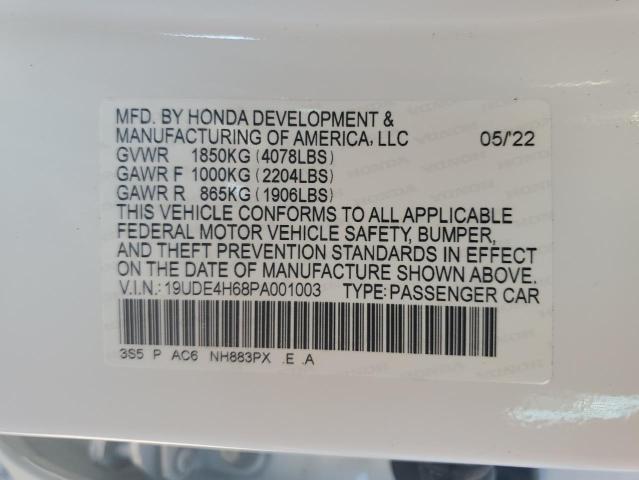 MFD. BY HONDA DEVELOPMENT &
MANUFACTURING OF AMERICA, LLC 05/'22
GVWR 1850KG (4078LBS)
GAWR F 1000KG (2204LBS)
GAWR R 865KG (1906LBS)
THIS VEHICLE CONFORMS TO ALL APPLICABLE
FEDERAL MOTOR VEHICLE SAFETY, BUMPER,
AND THEFT PREVENTION STANDARDS IN EFFECT
ON THE DATE OF MANUFACTURE SHOWN ABOVE.
V.I.N.: 19UDE4H68PA001003 TYPE: PASSENGER CAR
3S5 P AC6 NH883PX .E .A